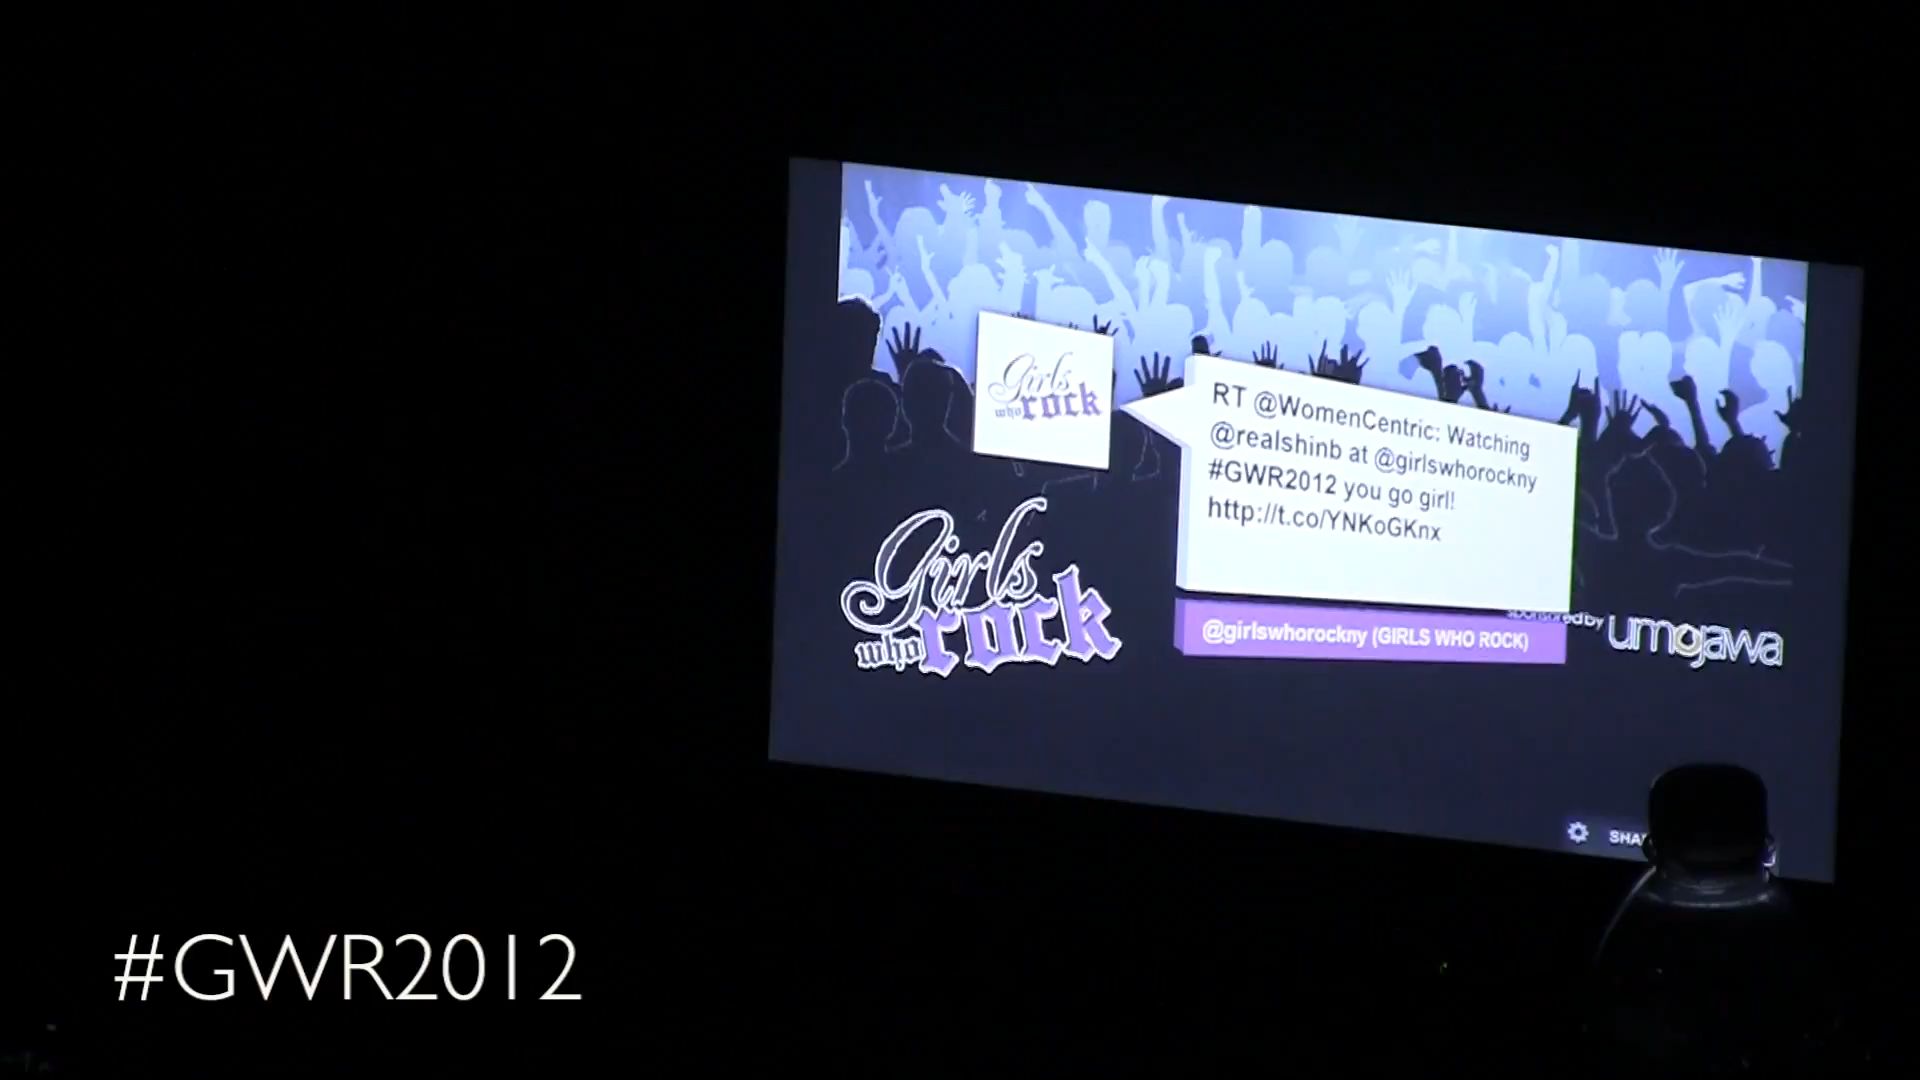 Girls
who rock
RT @WomenCentric: Watching
@realshinb at @girlswhorockny
#GWR2012 you go girl!
http://t.co/YNKoGKnx
Girls
who rock
@girlswhorockny (GIRLS WHO ROCK)
sponsored by umojawa
#GWR2012